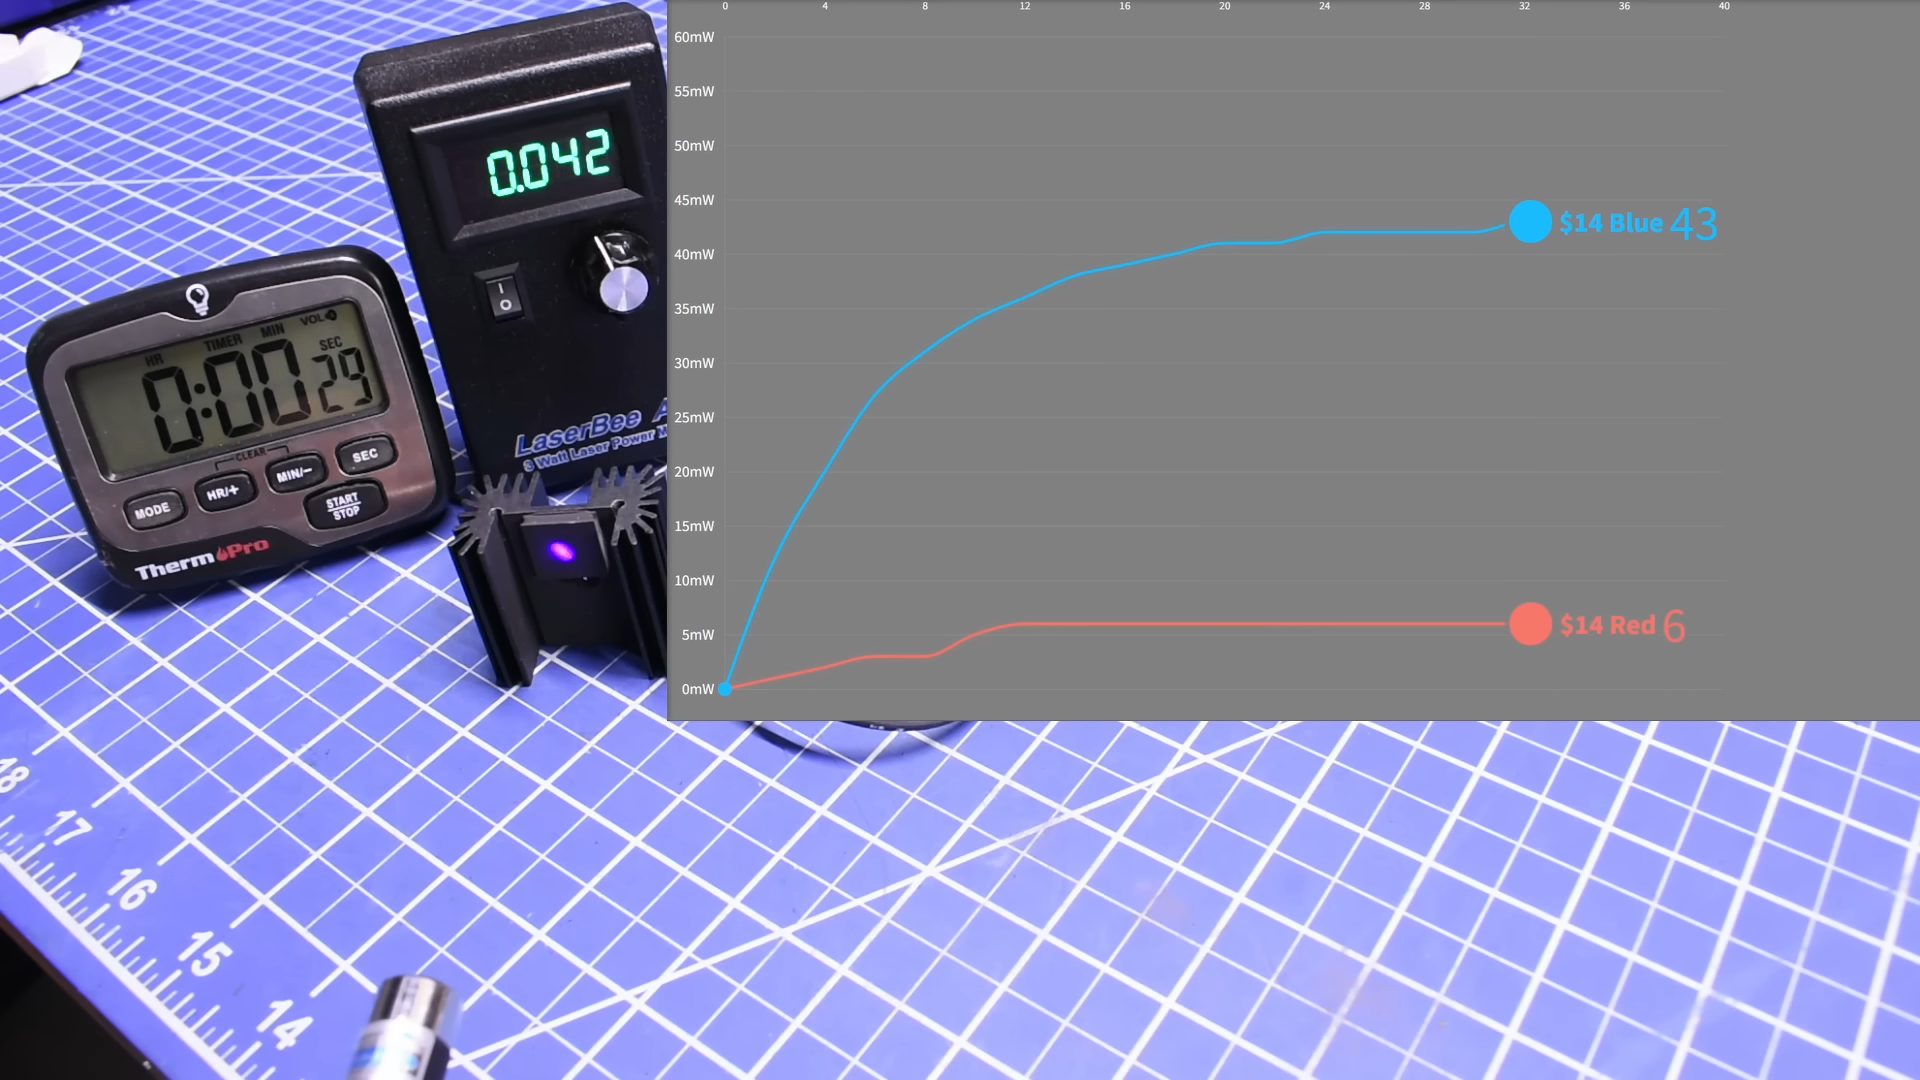 0.042
I
O
HR TIMER MIN SEC VOL
0:00 29
CLEAR
MODE HR/+ MIN/− SEC
START
STOP
ThermPro
LaserBee A
3 Watt Laser Power
18
17
16
15
14
0 4 8 12 16 20 24 28 32 36 40
60mW
55mW
50mW
45mW
40mW
35mW
30mW
25mW
20mW
15mW
10mW
5mW
0mW
$14 Blue 43
$14 Red 6